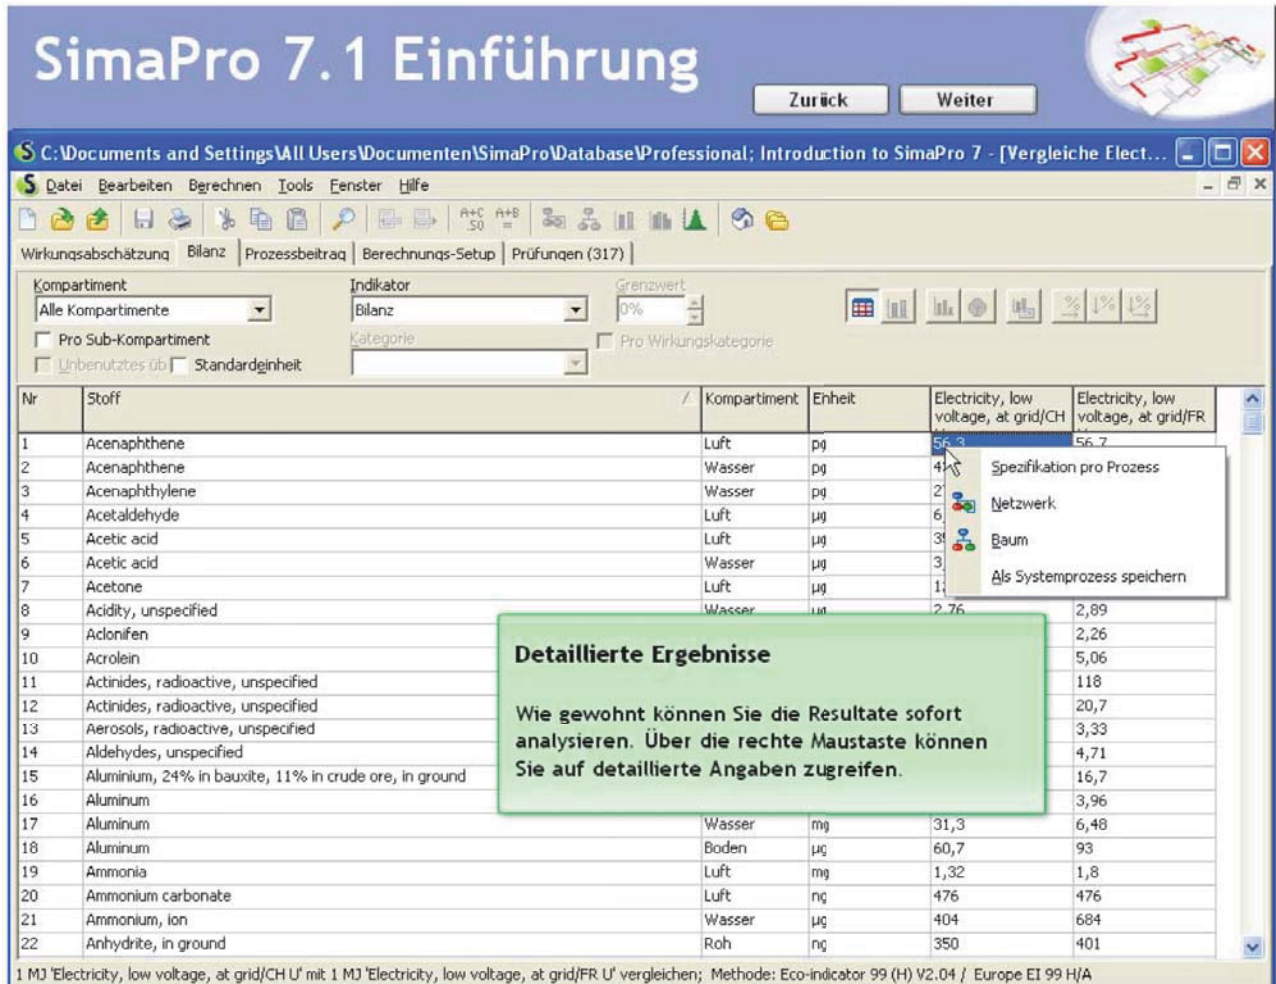 SimaPro 7.1 Einführung
Zurück Weiter
C:\Documents and Settings\All Users\Documenten\SimaPro\Database\Professional; Introduction to SimaPro 7 - [Vergleiche Elect...
Datei Bearbeiten Berechnen Tools Fenster Hilfe
Wirkungsabschätzung Bilanz Prozessbeitrag Berechnungs-Setup Prüfungen (317)
Kompartiment Indikator Grenzwert
Alle Kompartimente Bilanz 0%
Pro Sub-Kompartiment Kategorie Pro Wirkungskategorie
Unbenutztes üb Standardeinheit
Nr Stoff Kompartiment Enheit Electricity, low voltage, at grid/CH Electricity, low voltage, at grid/FR
1 Acenaphthene Luft pg 56,3 56,7
2 Acenaphthene Wasser pg
3 Acenaphthylene Wasser pg
4 Acetaldehyde Luft µg
5 Acetic acid Luft µg
6 Acetic acid Wasser µg
7 Acetone Luft µg
8 Acidity, unspecified Wasser µg 2,76 2,89
9 Aclonifen 2,26
10 Acrolein 5,06
11 Actinides, radioactive, unspecified 118
12 Actinides, radioactive, unspecified 20,7
13 Aerosols, radioactive, unspecified 3,33
14 Aldehydes, unspecified 4,71
15 Aluminium, 24% in bauxite, 11% in crude ore, in ground 16,7
16 Aluminum 3,96
17 Aluminum Wasser mg 31,3 6,48
18 Aluminum Boden µg 60,7 93
19 Ammonia Luft mg 1,32 1,8
20 Ammonium carbonate Luft ng 476 476
21 Ammonium, ion Wasser µg 404 684
22 Anhydrite, in ground Roh ng 350 401
Spezifikation pro Prozess
Netzwerk
Baum
Als Systemprozess speichern
Detaillierte Ergebnisse
Wie gewohnt können Sie die Resultate sofort
analysieren. Über die rechte Maustaste können
Sie auf detaillierte Angaben zugreifen.
1 MJ 'Electricity, low voltage, at grid/CH U' mit 1 MJ 'Electricity, low voltage, at grid/FR U' vergleichen; Methode: Eco-indicator 99 (H) V2.04 / Europe EI 99 H/A